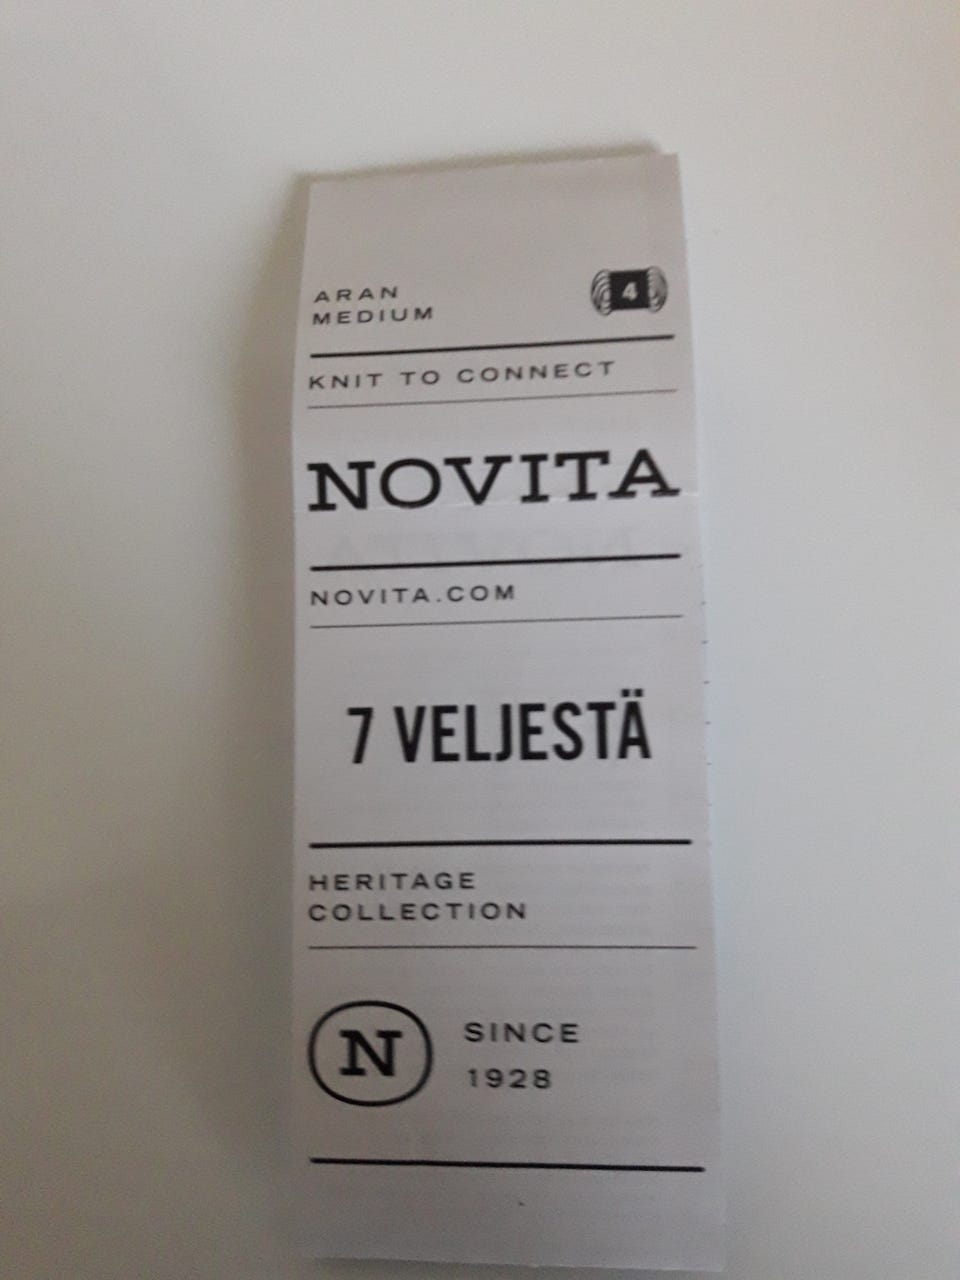 ARAN
MEDIUM
4
KNIT TO CONNECT
NOVITA
NOVITA.COM
7 VELJESTÄ
HERITAGE
COLLECTION
N
SINCE
1928